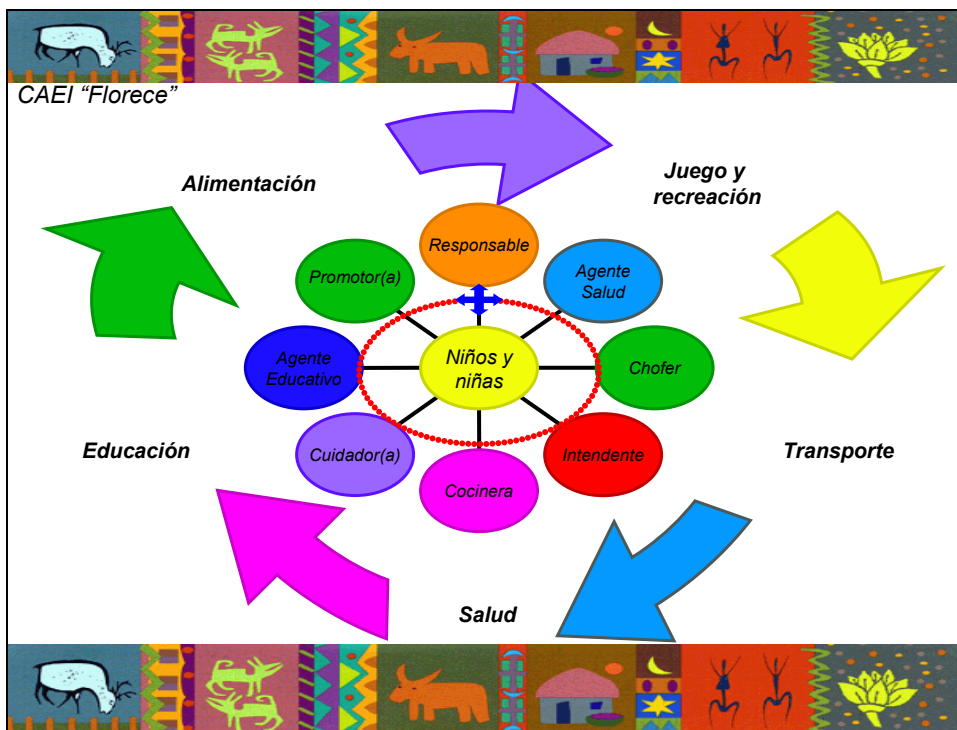 CAEI “Florece”
Alimentación
Juego y
recreación
Responsable
Promotor(a)
Agente
Salud
Agente
Educativo
Niños y
niñas
Chofer
Educación
Cuidador(a)
Intendente
Transporte
Cocinera
Salud